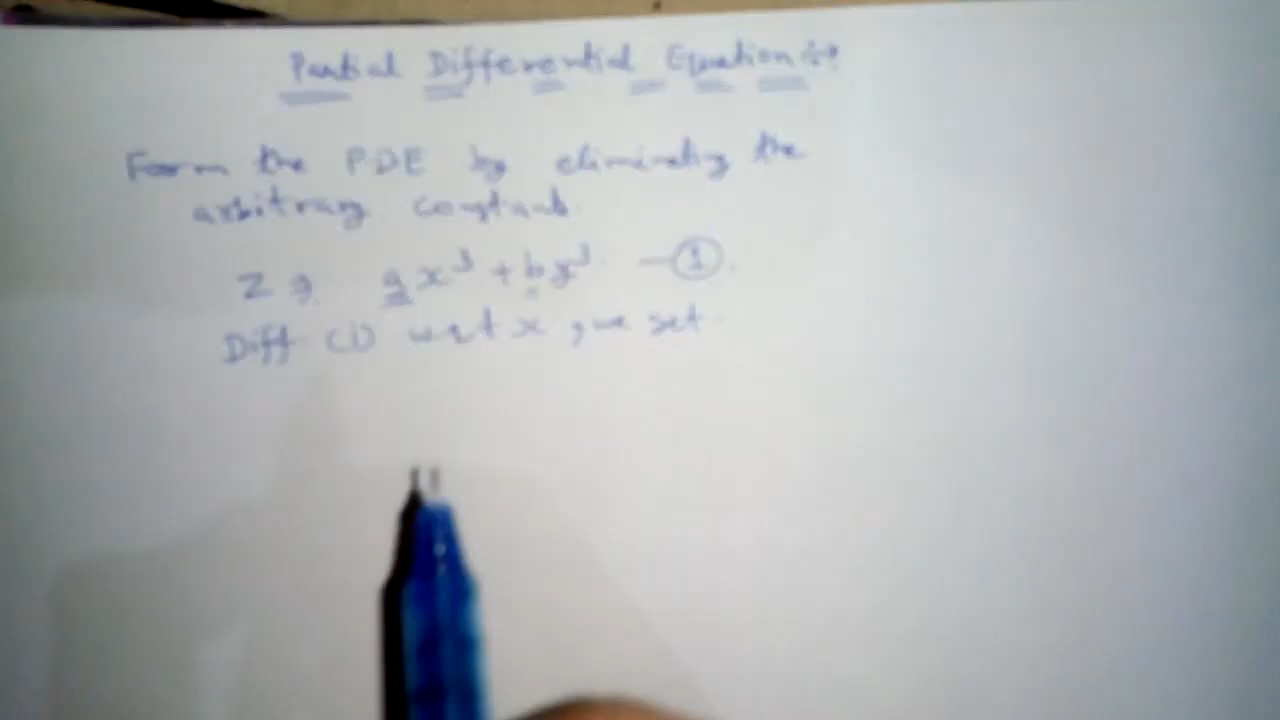 Partial Differential Equations
Form the PDE by eliminating the
arbitrary constants.
Z = ax³ + by³ — ①.
Diff (1) w r t x, we get